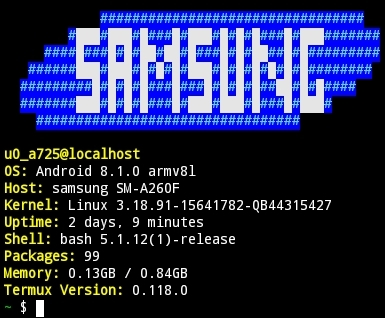 SAMSUNG
u0_a725@localhost
OS: Android 8.1.0 armv8l
Host: samsung SM-A260F
Kernel: Linux 3.18.91-15641782-QB44315427
Uptime: 2 days, 9 minutes
Shell: bash 5.1.12(1)-release
Packages: 99
Memory: 0.13GB / 0.84GB
Termux Version: 0.118.0
~ $